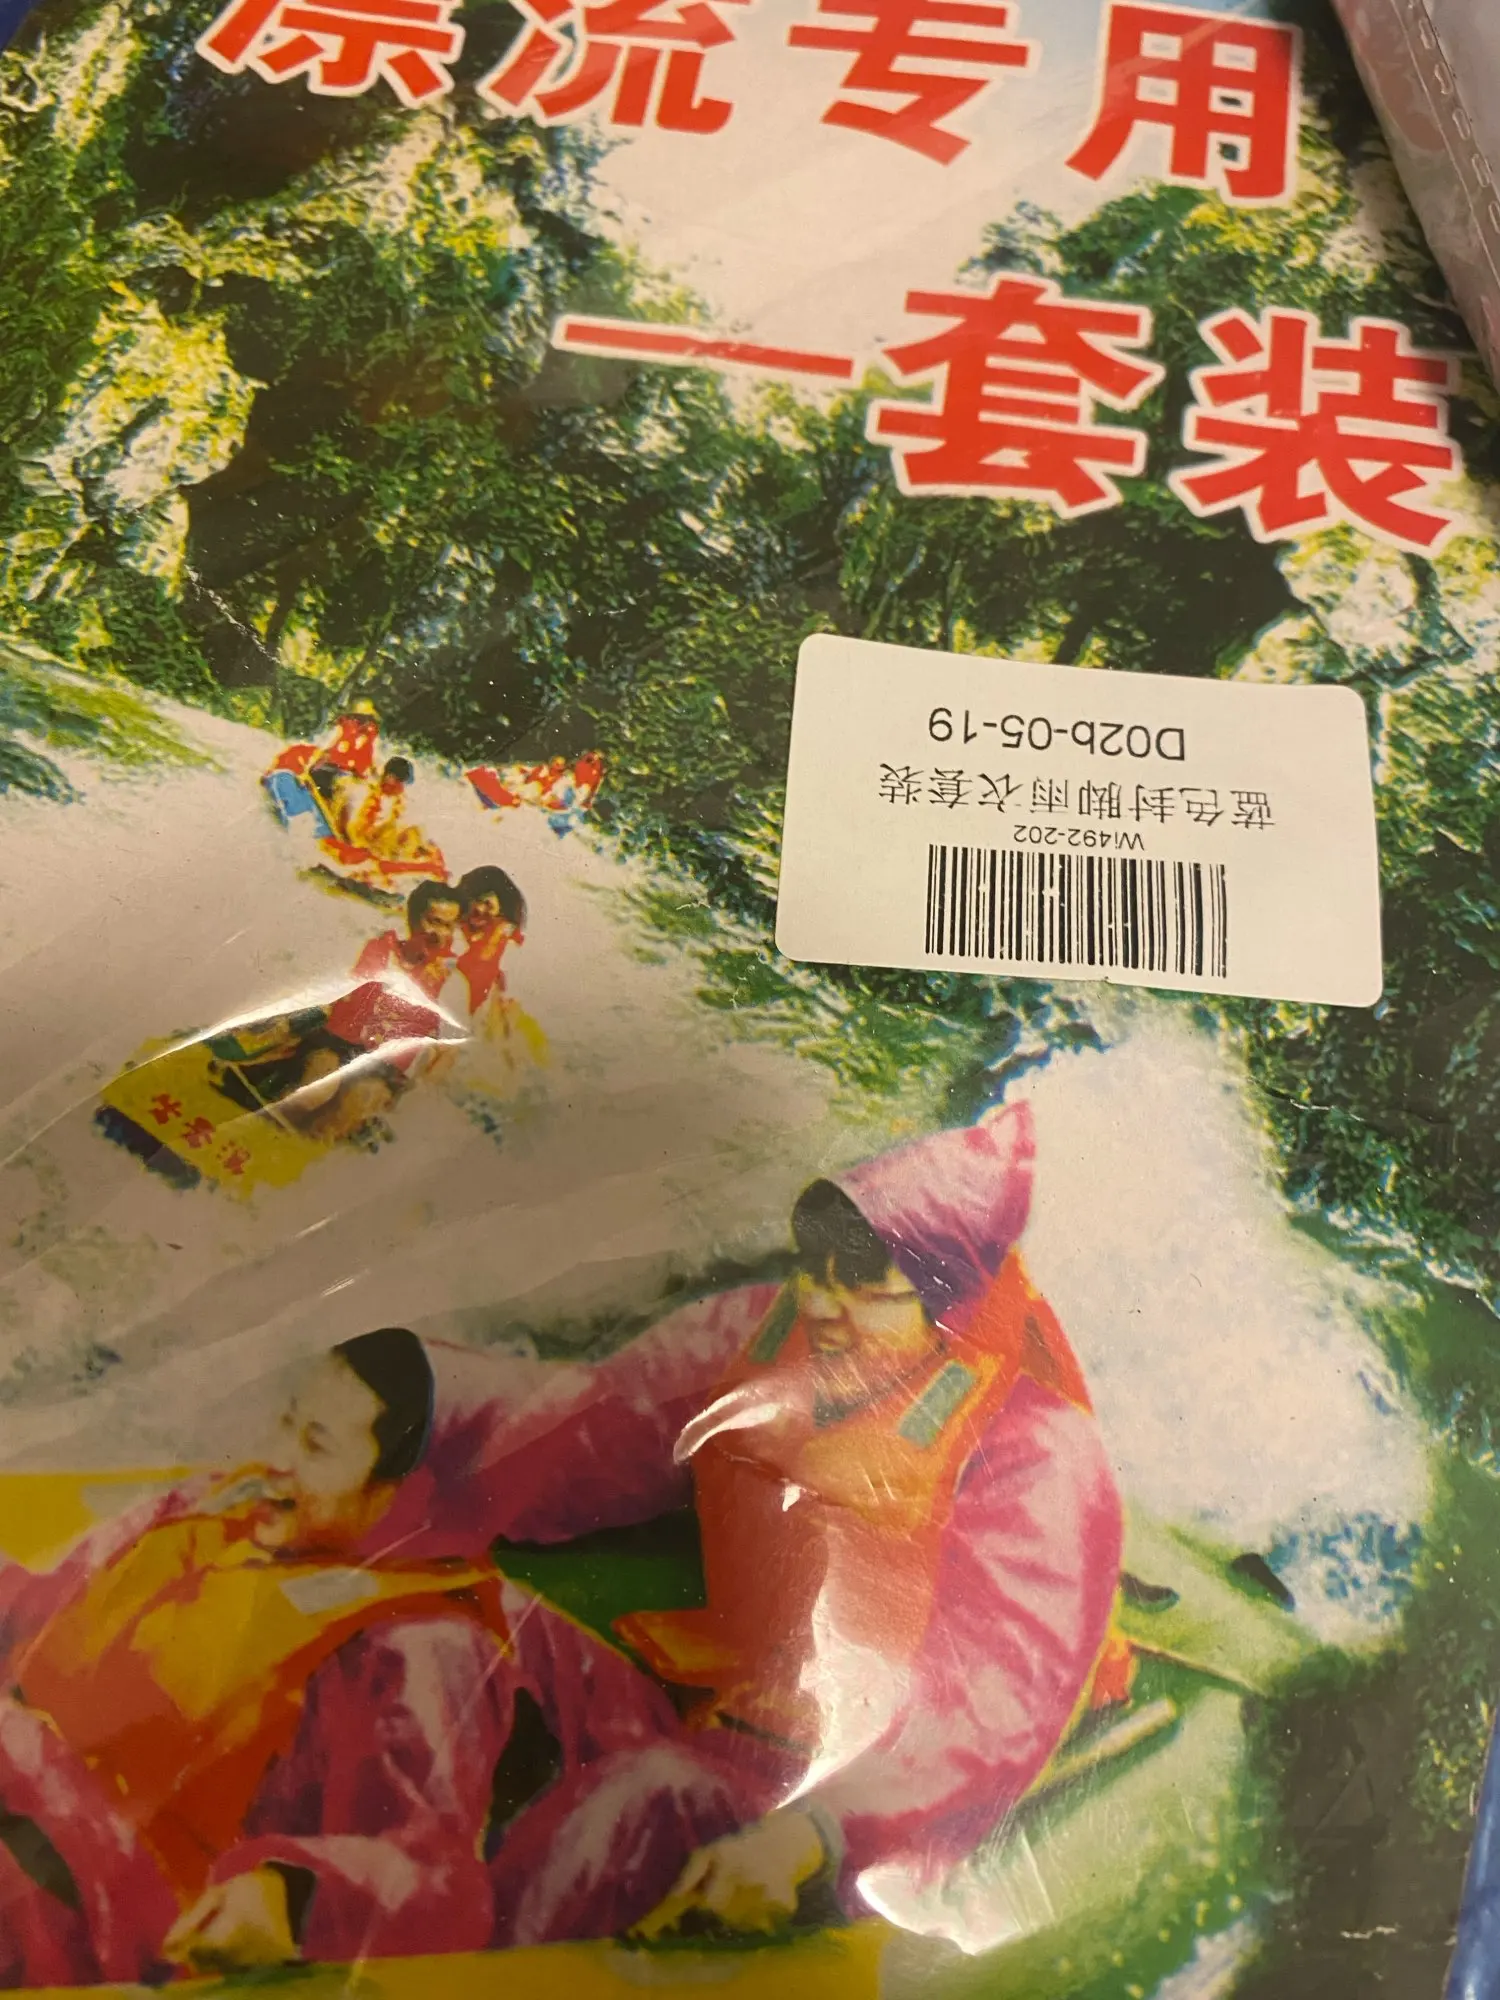 漂流专用
一套装
D02b-05-19
蓝色封脚雨衣套装
Wi492-202